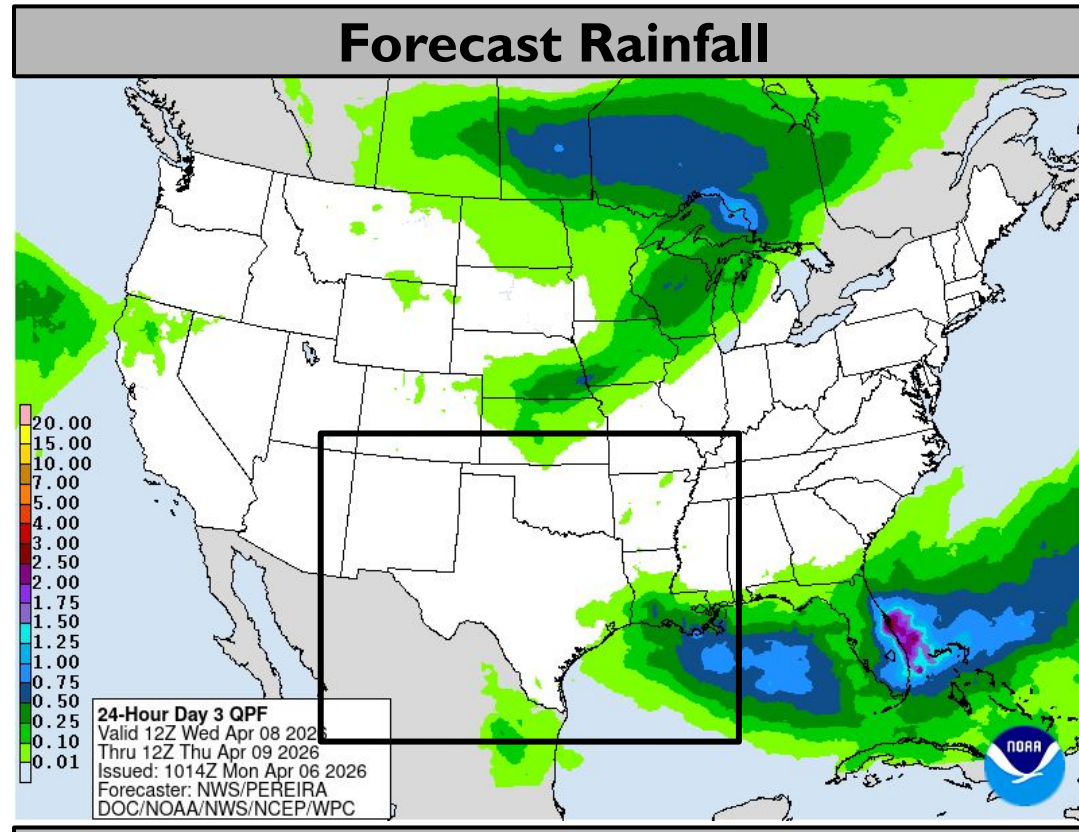 Forecast Rainfall
20.00
15.00
10.00
7.00
5.00
4.00
3.00
2.50
2.00
1.75
1.50
1.25
1.00
0.75
0.50
0.25
0.10
0.01
24-Hour Day 3 QPF
Valid 12Z Wed Apr 08 2026
Thru 12Z Thu Apr 09 2026
Issued: 1014Z Mon Apr 06 2026
Forecaster: NWS/PEREIRA
DOC/NOAA/NWS/NCEP/WPC
NOAA